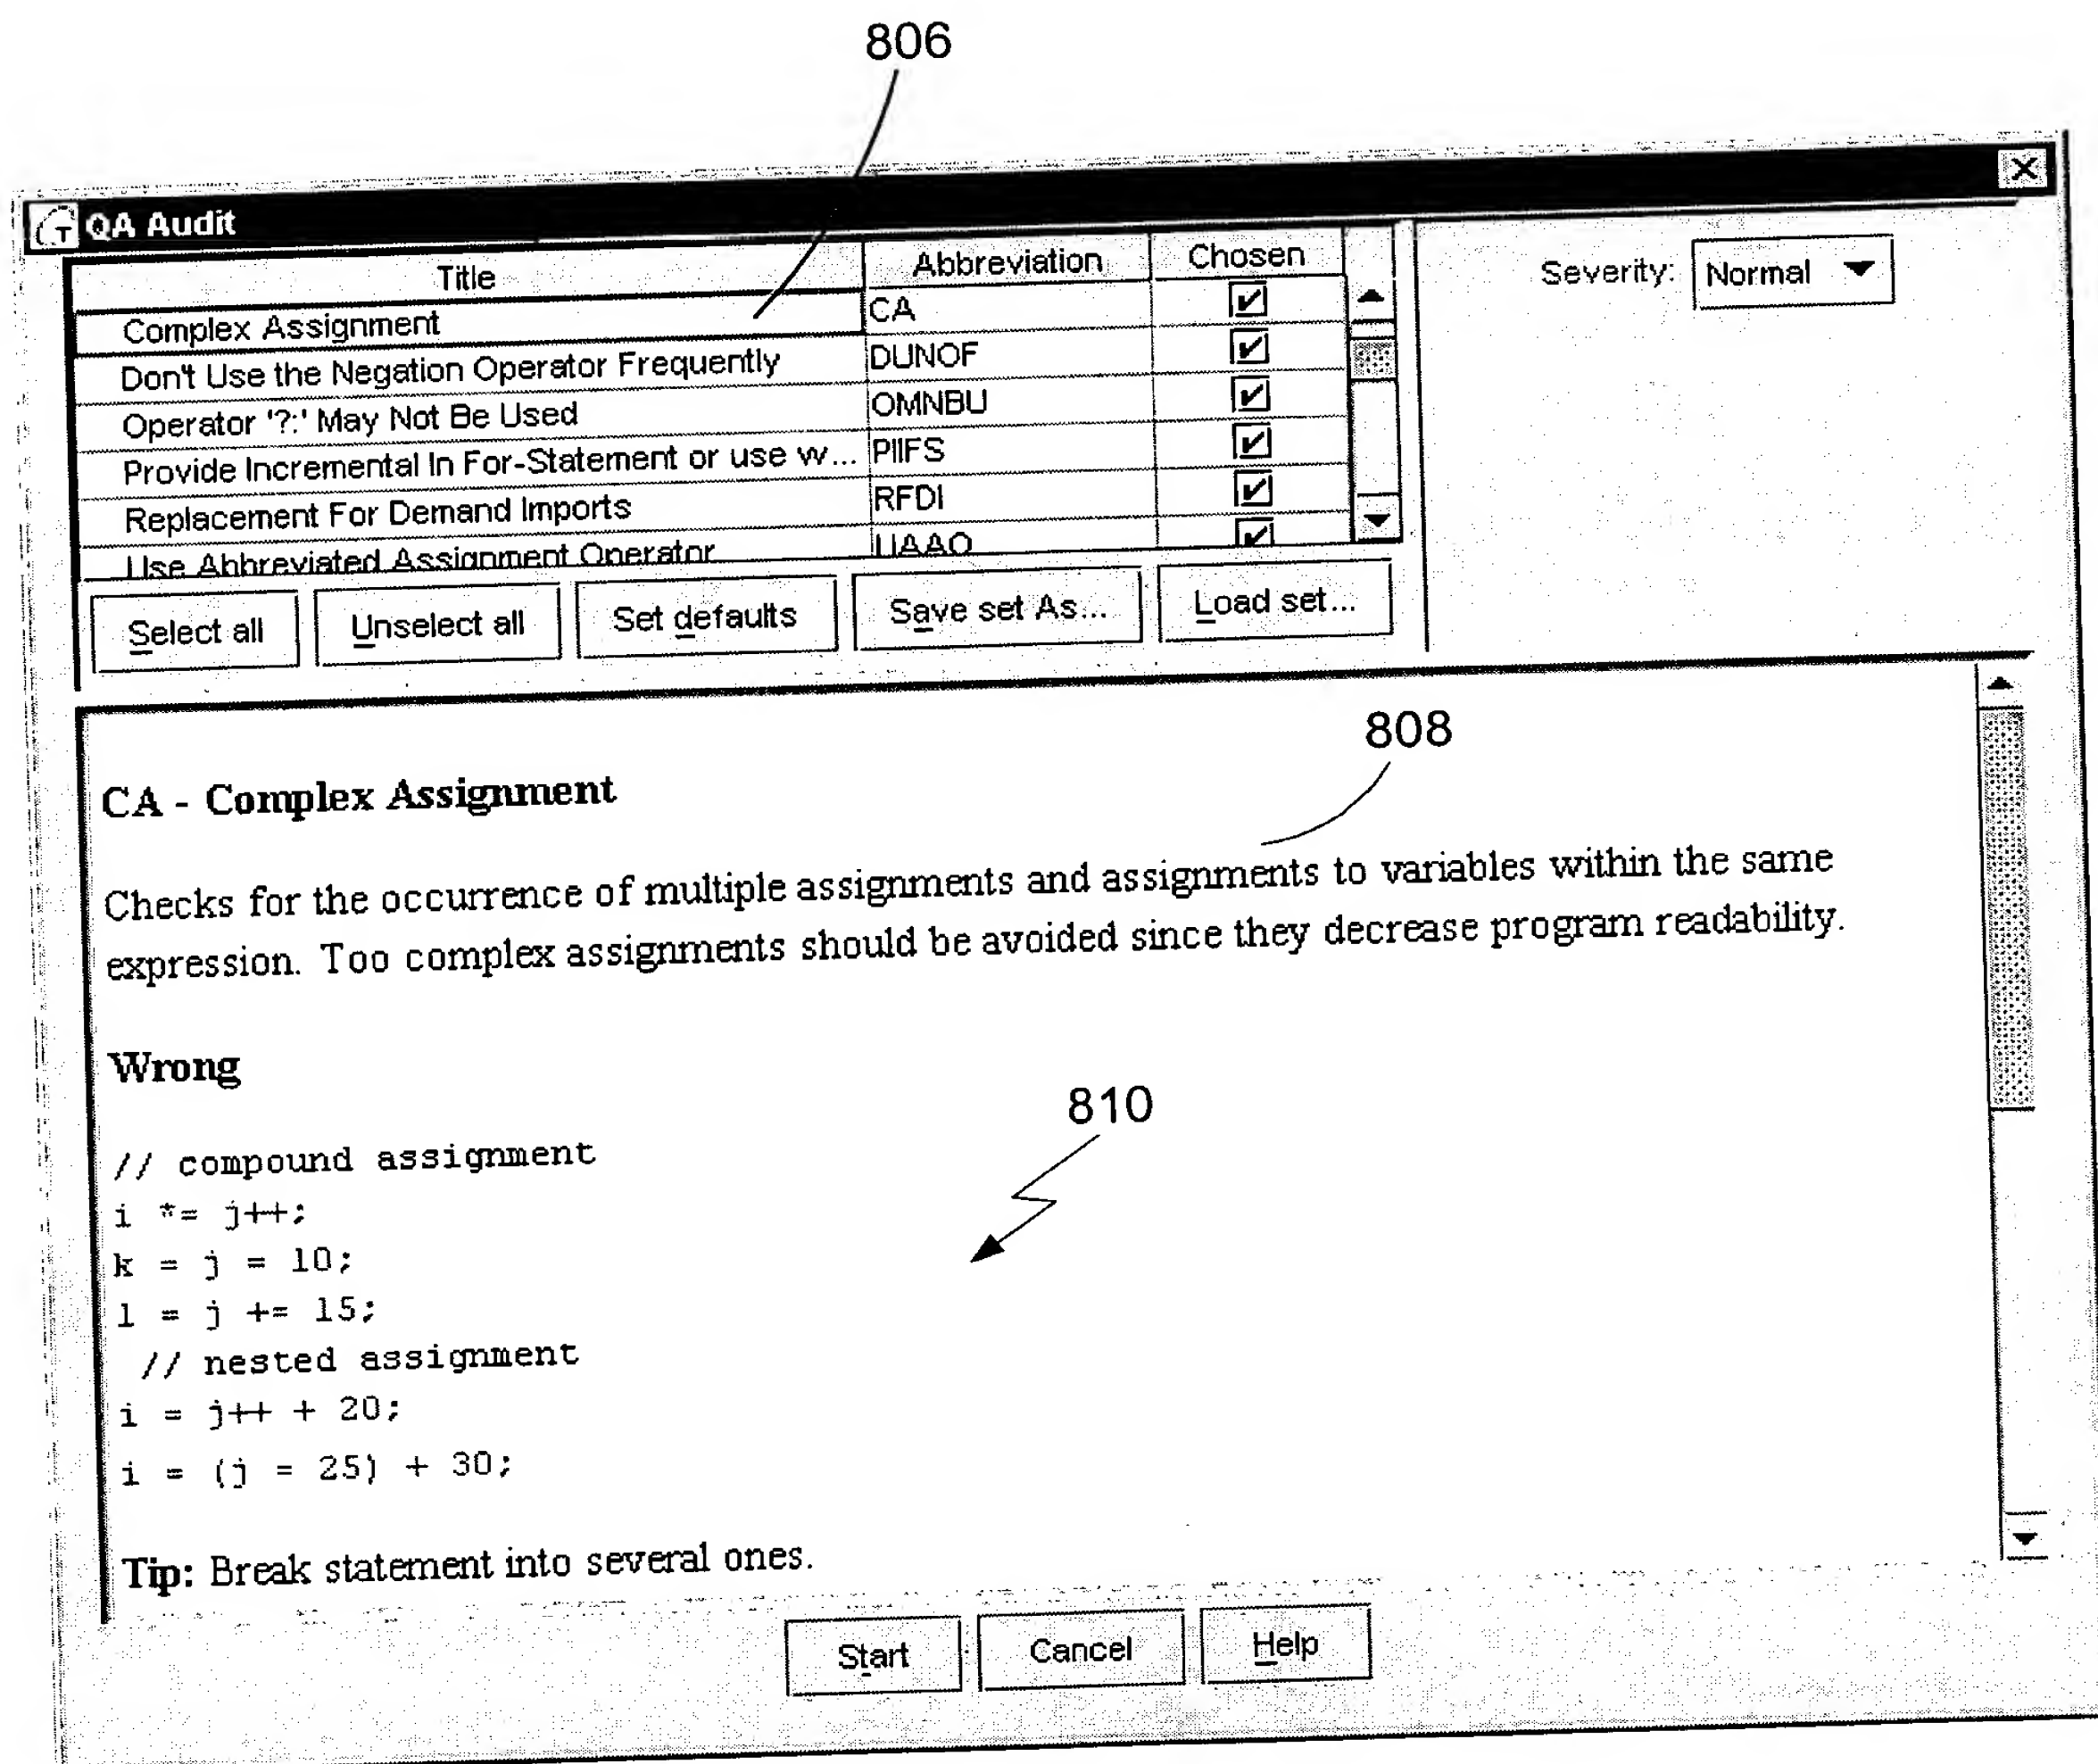 806
QA Audit
Title Abbreviation Chosen
Complex Assignment CA
Don't Use the Negation Operator Frequently DUNOF
Operator '?:' May Not Be Used OMNBU
Provide Incremental In For-Statement or use w... PIIFS
Replacement For Demand Imports RFDI
Use Abbreviated Assignment Operator UAAO
Severity: Normal
Select all Unselect all Set defaults Save set As... Load set...
808
CA - Complex Assignment
Checks for the occurrence of multiple assignments and assignments to variables within the same
expression. Too complex assignments should be avoided since they decrease program readability.
Wrong
810
// compound assignment
i *= j++;
k = j = 10;
l = j += 15;
// nested assignment
i = j++ + 20;
i = (j = 25) + 30;
Tip: Break statement into several ones.
Start Cancel Help